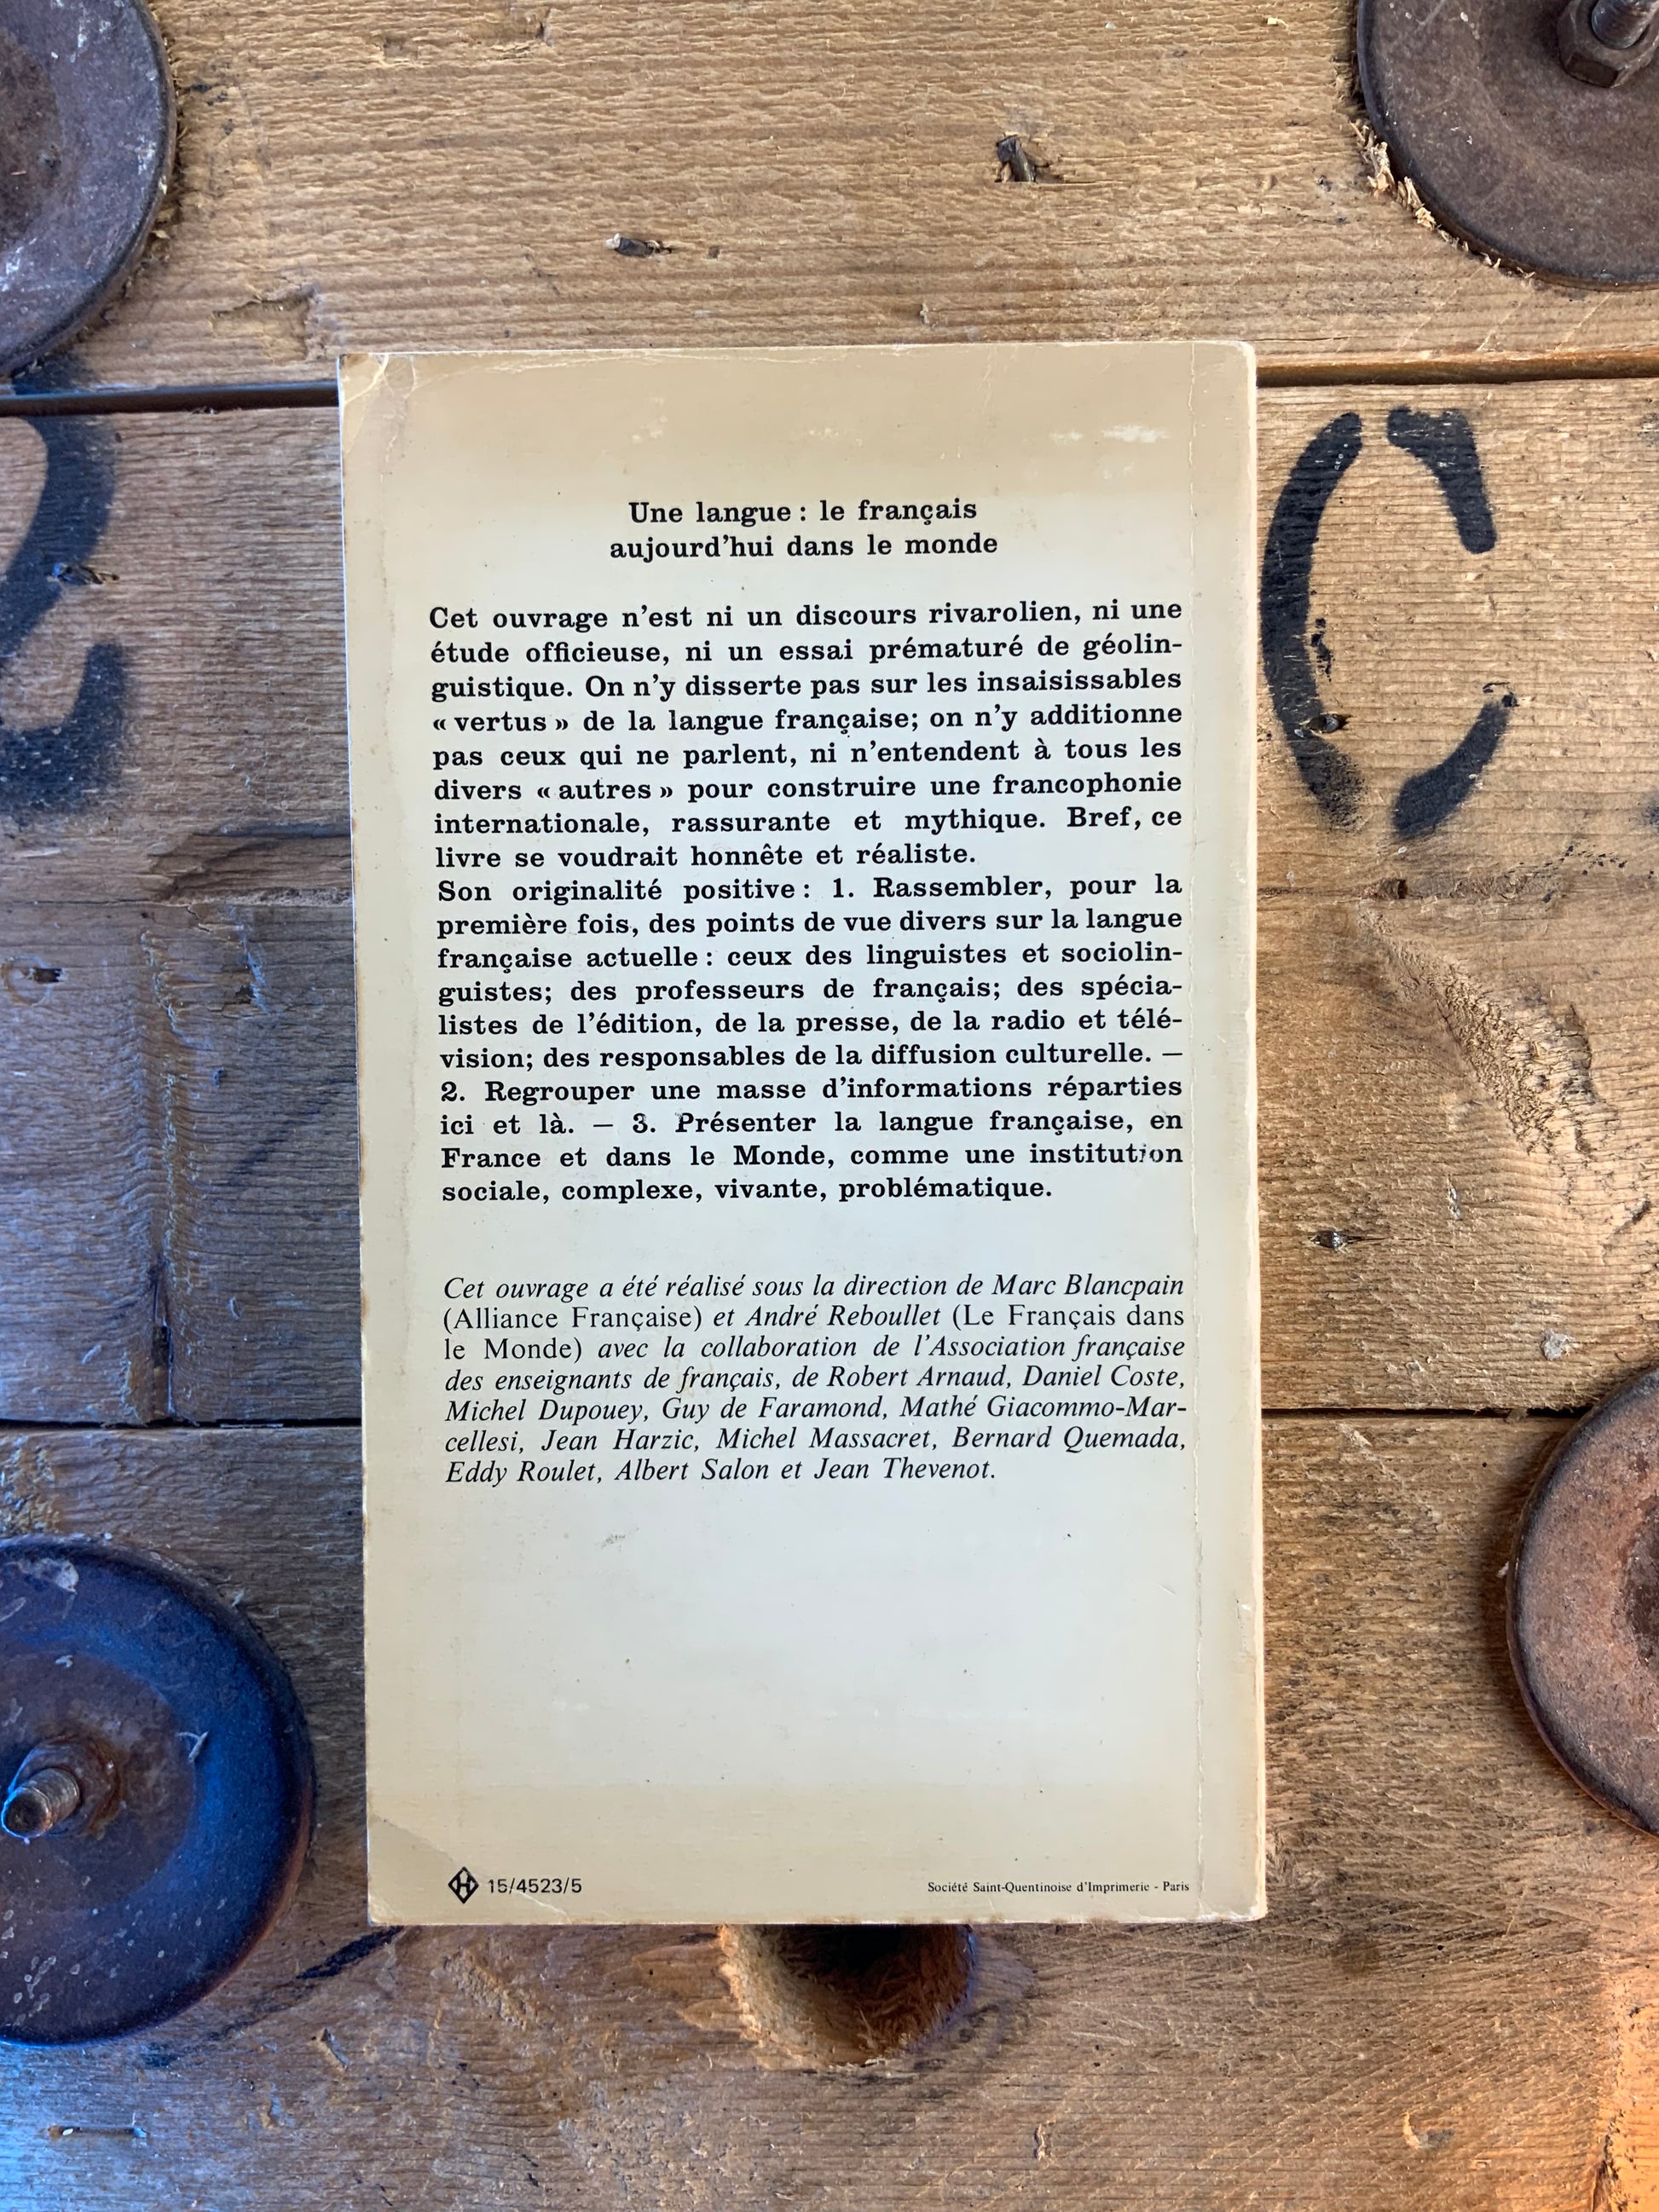 Une langue : le français
aujourd'hui dans le monde
Cet ouvrage n'est ni un discours rivarolien, ni une
étude officieuse, ni un essai prématuré de géolin-
guistique. On n'y disserte pas sur les insaisissables
« vertus » de la langue française; on n'y additionne
pas ceux qui ne parlent, ni n'entendent à tous les
divers « autres » pour construire une francophonie
internationale, rassurante et mythique. Bref, ce
livre se voudrait honnête et réaliste.
Son originalité positive : 1. Rassembler, pour la
première fois, des points de vue divers sur la langue
française actuelle : ceux des linguistes et sociolin-
guistes; des professeurs de français; des spécia-
listes de l'édition, de la presse, de la radio et télé-
vision; des responsables de la diffusion culturelle. —
2. Regrouper une masse d'informations réparties
ici et là. — 3. Présenter la langue française, en
France et dans le Monde, comme une institution
sociale, complexe, vivante, problématique.
Cet ouvrage a été réalisé sous la direction de Marc Blancpain
(Alliance Française) et André Reboullet (Le Français dans
le Monde) avec la collaboration de l'Association française
des enseignants de français, de Robert Arnaud, Daniel Coste,
Michel Dupouey, Guy de Faramond, Mathé Giacommo-Mar-
cellesi, Jean Harzic, Michel Massacret, Bernard Quemada,
Eddy Roulet, Albert Salon et Jean Thevenot.
H 15/4523/5
Société Saint-Quentinoise d'Imprimerie - Paris
C